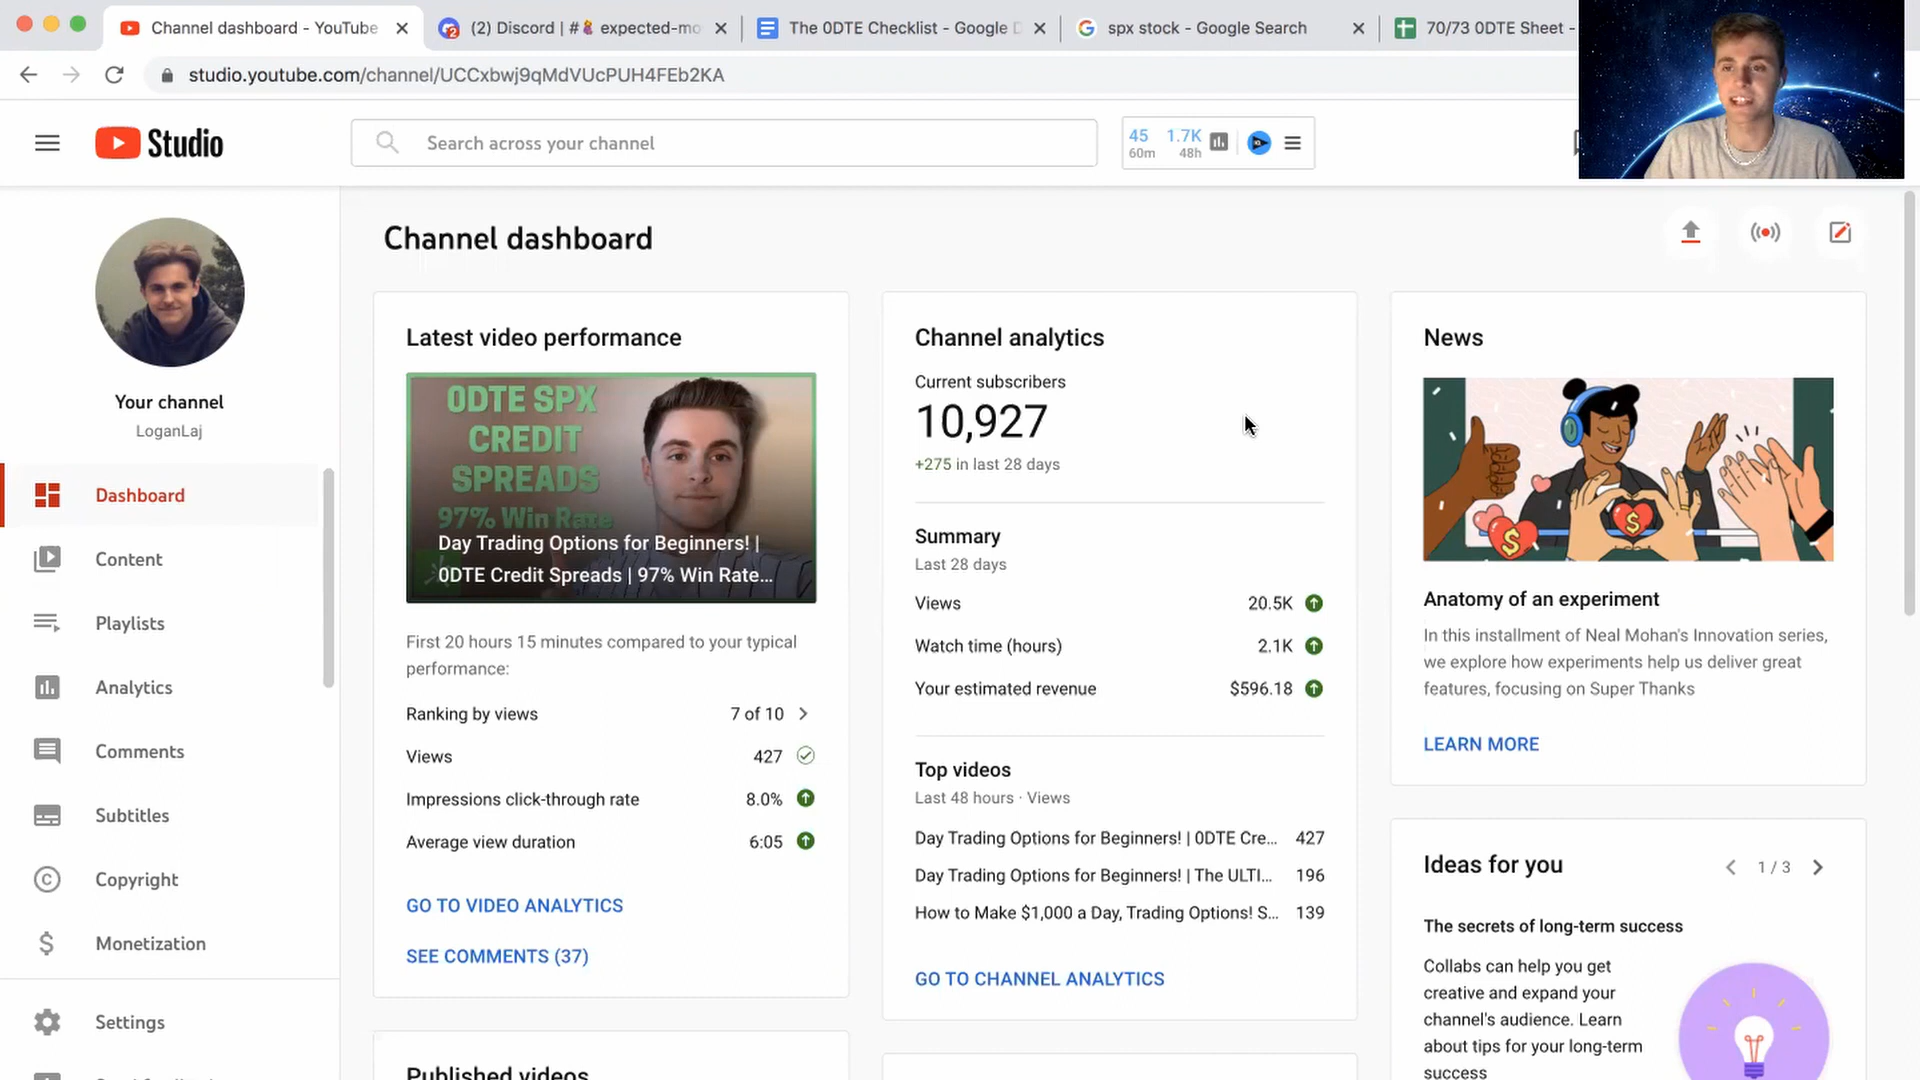 Channel dashboard - YouTube
(2) Discord | # expected-mo
The 0DTE Checklist - Google D
spx stock - Google Search
70/73 0DTE Sheet -
studio.youtube.com/channel/UCCxbwj9qMdVUcPUH4FEb2KA
Studio
Search across your channel
45 1.7K
60m 48h
Your channel
LoganLaj
Dashboard
Content
Playlists
Analytics
Comments
Subtitles
Copyright
Monetization
Settings
Channel dashboard
Latest video performance
0DTE SPX
CREDIT
SPREADS
97% Win Rate
Day Trading Options for Beginners! |
0DTE Credit Spreads | 97% Win Rate...
First 20 hours 15 minutes compared to your typical
performance:
Ranking by views 7 of 10
Views 427
Impressions click-through rate 8.0%
Average view duration 6:05
GO TO VIDEO ANALYTICS
SEE COMMENTS (37)
Published videos
Channel analytics
Current subscribers
10,927
+275 in last 28 days
Summary
Last 28 days
Views 20.5K
Watch time (hours) 2.1K
Your estimated revenue $596.18
Top videos
Last 48 hours · Views
Day Trading Options for Beginners! | 0DTE Cre... 427
Day Trading Options for Beginners! | The ULTI... 196
How to Make $1,000 a Day, Trading Options! S... 139
GO TO CHANNEL ANALYTICS
News
Anatomy of an experiment
In this installment of Neal Mohan's Innovation series,
we explore how experiments help us deliver great
features, focusing on Super Thanks
LEARN MORE
Ideas for you
1 / 3
The secrets of long-term success
Collabs can help you get
creative and expand your
channel's audience. Learn
about tips for your long-term
success